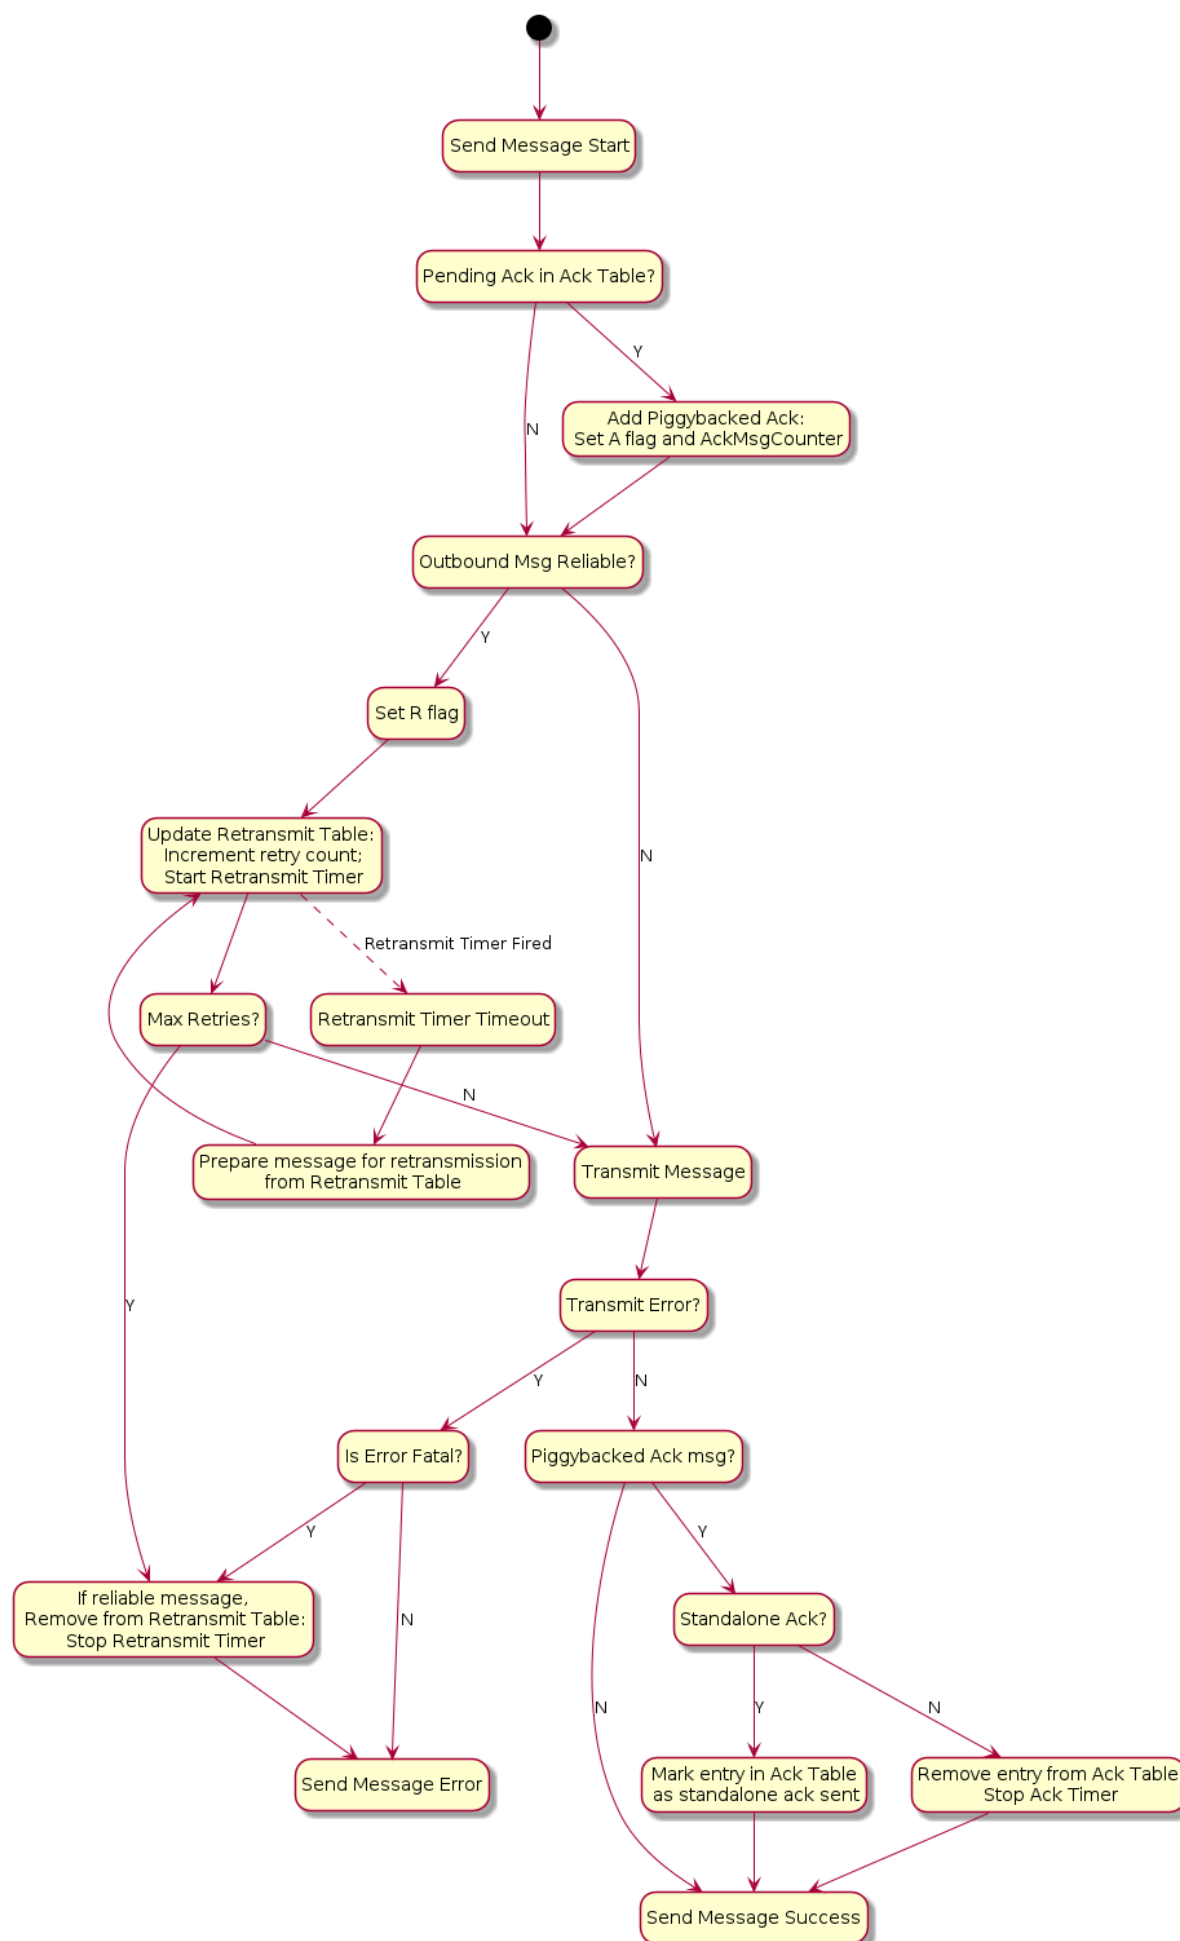 Send Message Start
Pending Ack in Ack Table?
Y
Add Piggybacked Ack:
Set A flag and AckMsgCounter
N
Outbound Msg Reliable?
Y
Set R flag
Update Retransmit Table:
Increment retry count;
Start Retransmit Timer
N
Retransmit Timer Fired
Max Retries?
Retransmit Timer Timeout
N
Prepare message for retransmission
from Retransmit Table
Transmit Message
Y
Transmit Error?
Y
N
Is Error Fatal?
Piggybacked Ack msg?
Y
Y
If reliable message,
Remove from Retransmit Table:
Stop Retransmit Timer
N
Standalone Ack?
N
Y
N
Send Message Error
Mark entry in Ack Table
as standalone ack sent
Remove entry from Ack Table
Stop Ack Timer
Send Message Success